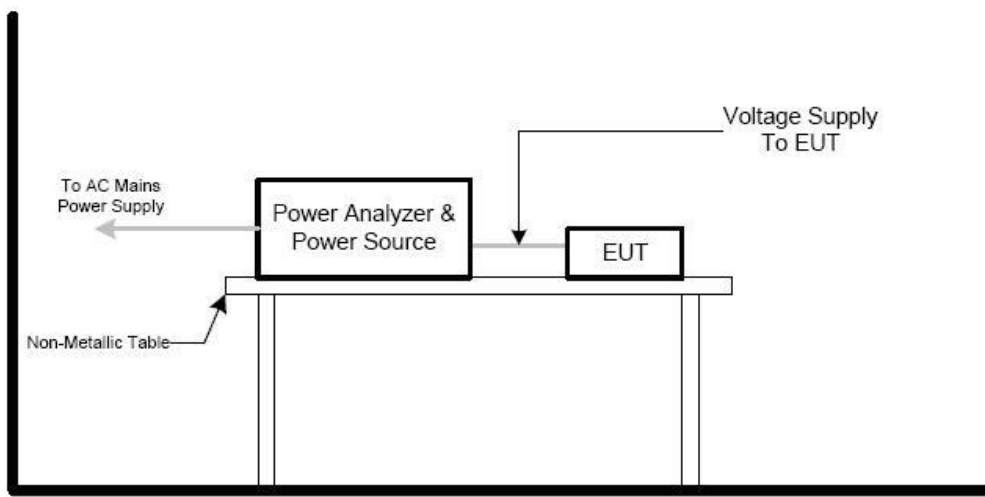 Voltage Supply
To EUT
To AC Mains
Power Supply
Power Analyzer &
Power Source
EUT
Non-Metallic Table